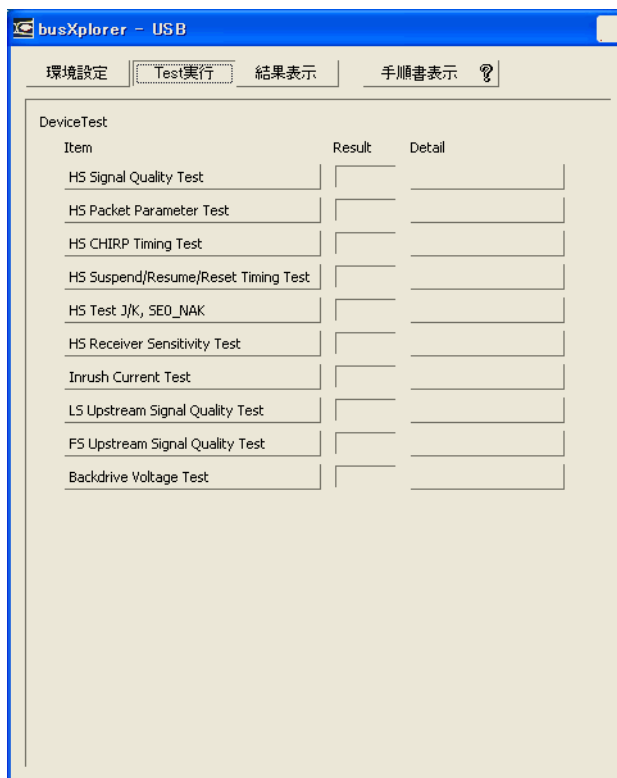 busXplorer - USB
環境設定 Test実行 結果表示 手順書表示 ?
DeviceTest
Item Result Detail
HS Signal Quality Test
HS Packet Parameter Test
HS CHIRP Timing Test
HS Suspend/Resume/Reset Timing Test
HS Test J/K, SE0_NAK
HS Receiver Sensitivity Test
Inrush Current Test
LS Upstream Signal Quality Test
FS Upstream Signal Quality Test
Backdrive Voltage Test